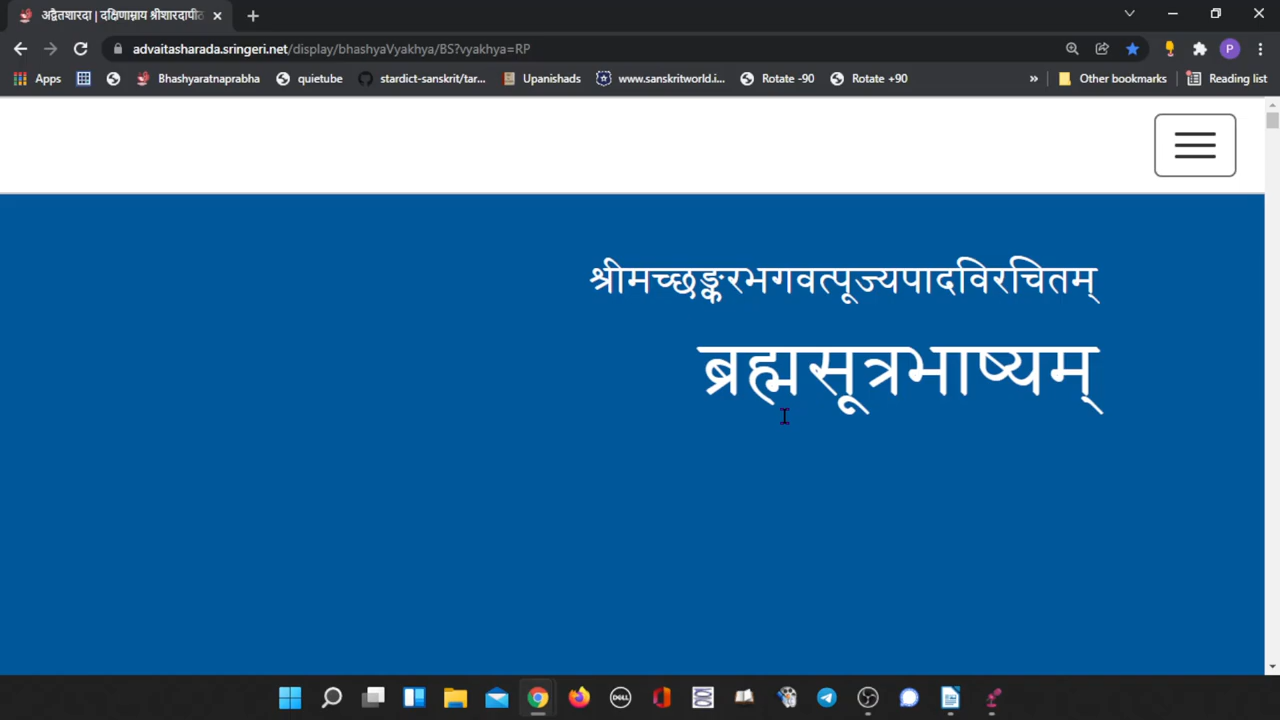 अद्वैतशारदा | दक्षिणाम्नाय श्रीशारदापीठ
advaitasharada.sringeri.net/display/bhashyaVyakhya/BS?vyakhya=RP
P
Apps
Bhashyaratnaprabha
quietube
stardict-sanskrit/tar...
Upanishads
www.sanskritworld.i...
Rotate -90
Rotate +90
»
Other bookmarks
Reading list
श्रीमच्छङ्करभगवत्पूज्यपादविरचितम्
ब्रह्मसूत्रभाष्यम्
DELL